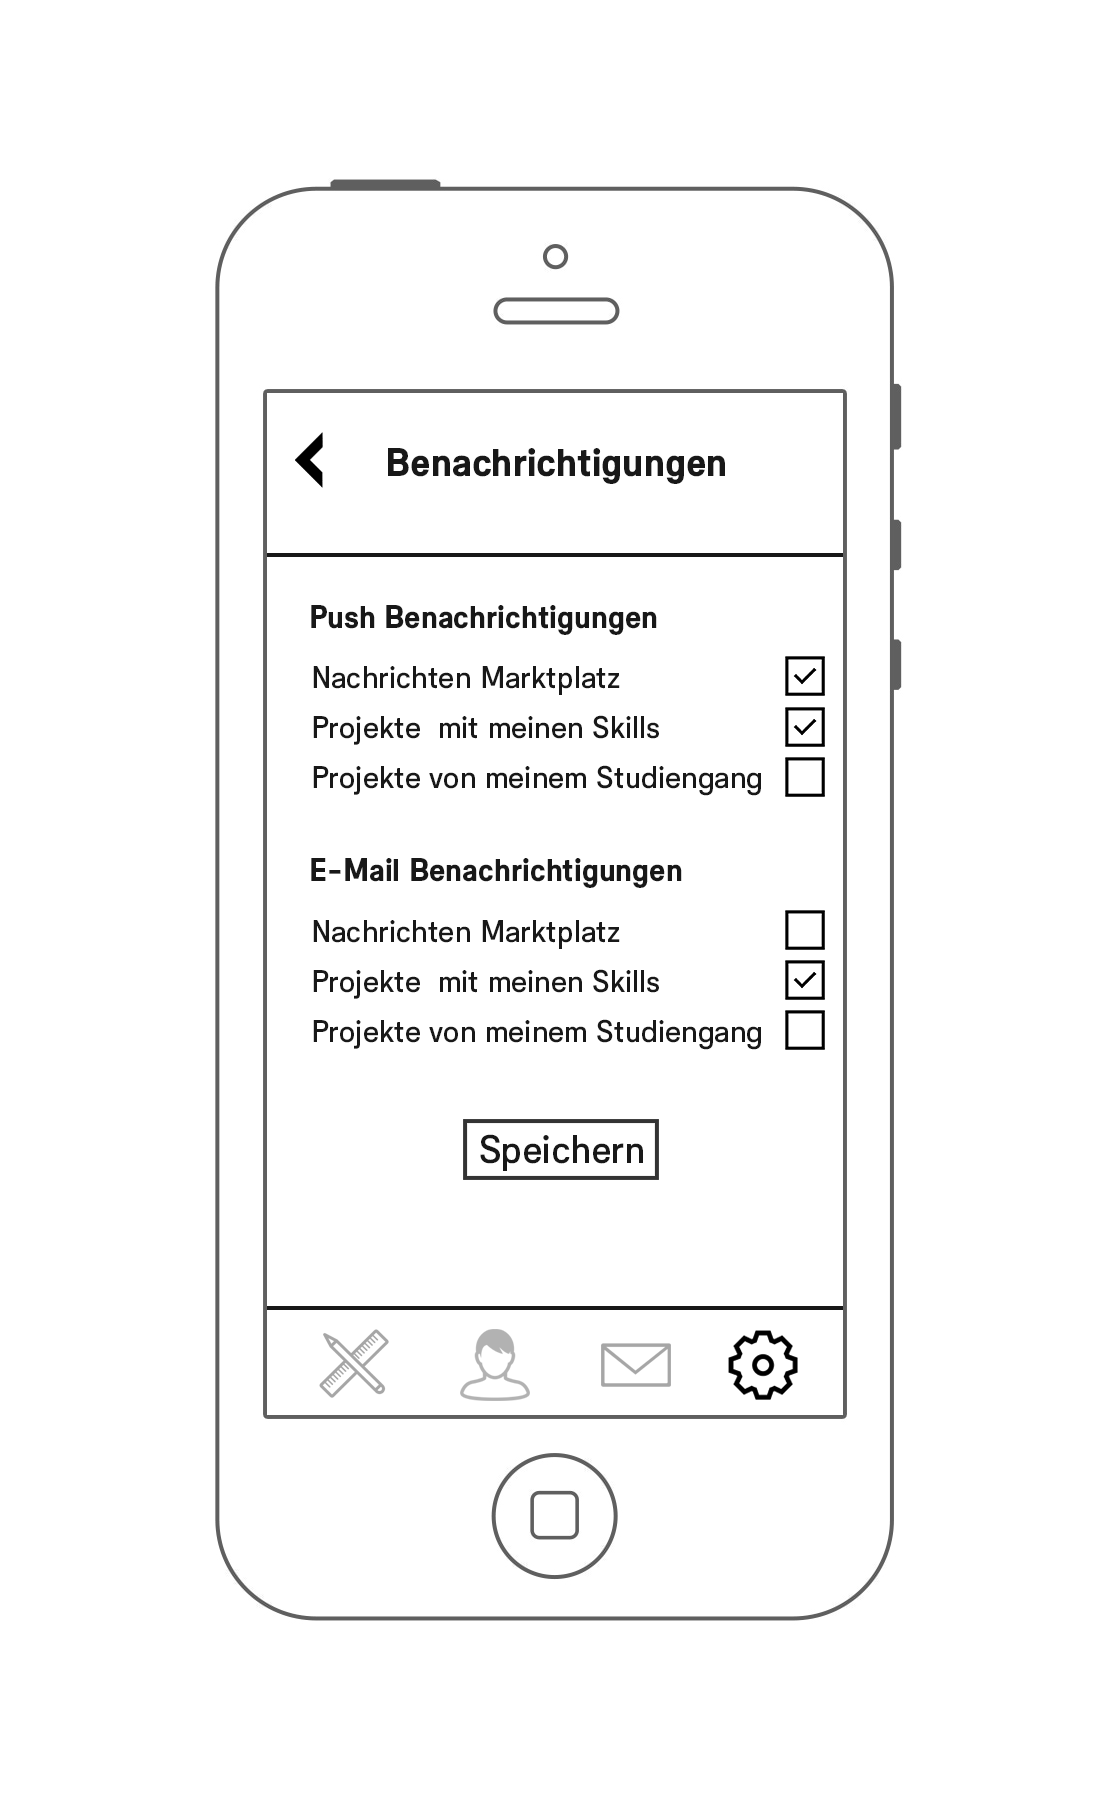 Benachrichtigungen
Push Benachrichtigungen
Nachrichten Marktplatz
Projekte  mit meinen Skills
Projekte von meinem Studiengang
E-Mail Benachrichtigungen
Nachrichten Marktplatz
Projekte  mit meinen Skills
Projekte von meinem Studiengang
Speichern